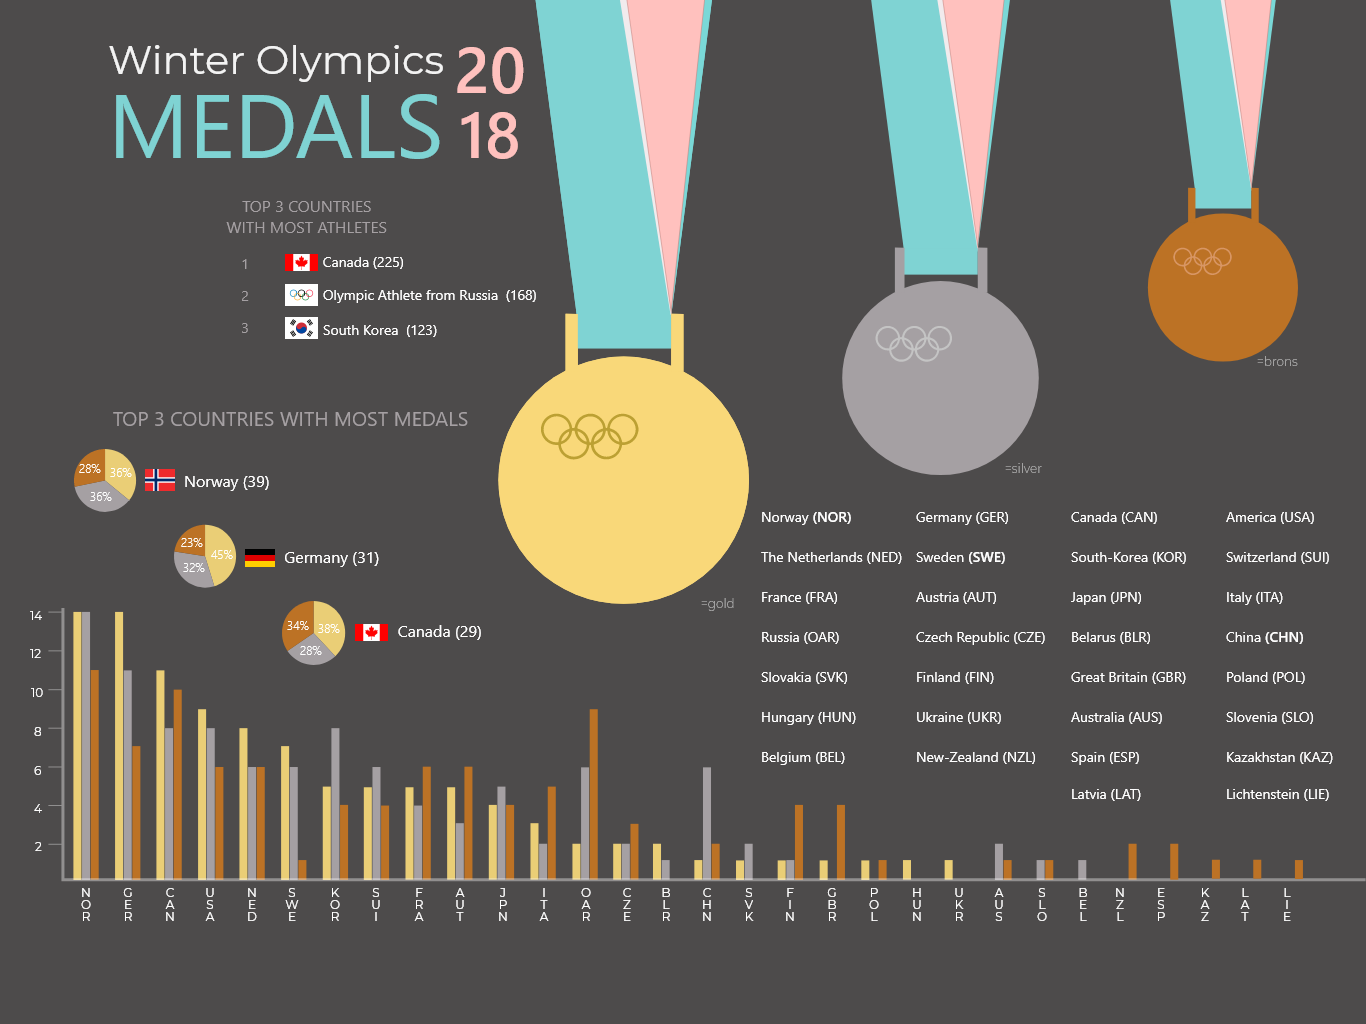 Winter Olympics
MEDALS
20
18
TOP 3 COUNTRIES
WITH MOST ATHLETES
1 Canada (225)
2 Olympic Athlete from Russia (168)
3 South Korea (123)
=brons
=silver
=gold
TOP 3 COUNTRIES WITH MOST MEDALS
28% 36%
36%
Norway (39)
23% 45%
32%
Germany (31)
34% 38%
28%
Canada (29)
Norway (NOR) Germany (GER) Canada (CAN) America (USA)
The Netherlands (NED) Sweden (SWE) South-Korea (KOR) Switzerland (SUI)
France (FRA) Austria (AUT) Japan (JPN) Italy (ITA)
Russia (OAR) Czech Republic (CZE) Belarus (BLR) China (CHN)
Slovakia (SVK) Finland (FIN) Great Britain (GBR) Poland (POL)
Hungary (HUN) Ukraine (UKR) Australia (AUS) Slovenia (SLO)
Belgium (BEL) New-Zealand (NZL) Spain (ESP) Kazakhstan (KAZ)
Latvia (LAT) Lichtenstein (LIE)
14
12
10
8
6
4
2
NOR GER CAN USA NED SWE KOR SUI FRA AUT JPN ITA OAR CZE BLR CHN SVK FIN GBR POL HUN UKR AUS SLO BEL NZL ESP KAZ LAT LIE